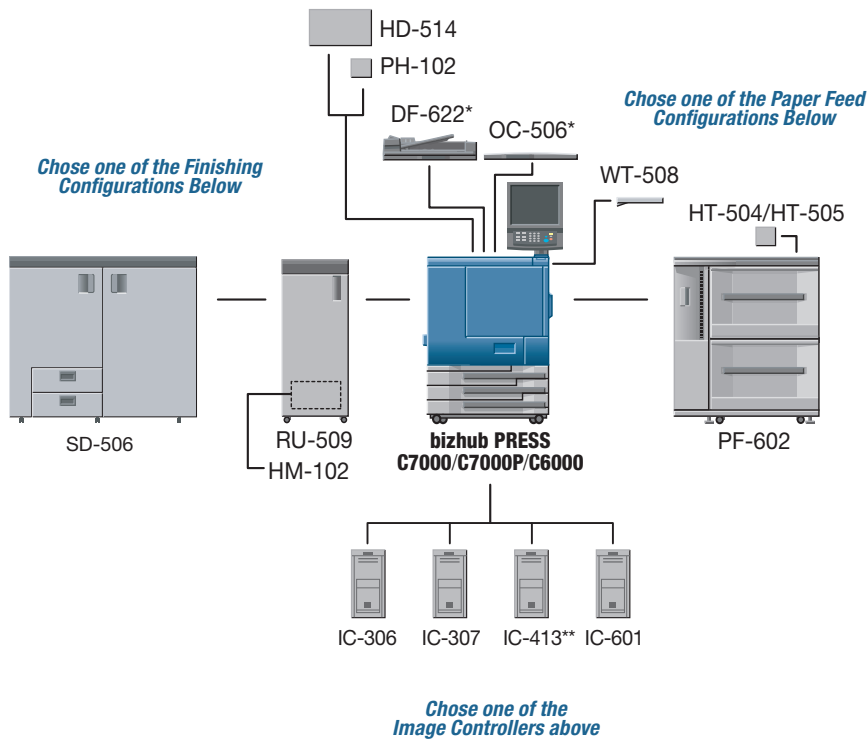 HD-514
PH-102
DF-622*
OC-506*
Chose one of the Paper Feed
Configurations Below
Chose one of the Finishing
Configurations Below
WT-508
HT-504/HT-505
SD-506
RU-509
HM-102
bizhub PRESS
C7000/C7000P/C6000
PF-602
IC-306
IC-307
IC-413**
IC-601
Chose one of the
Image Controllers above